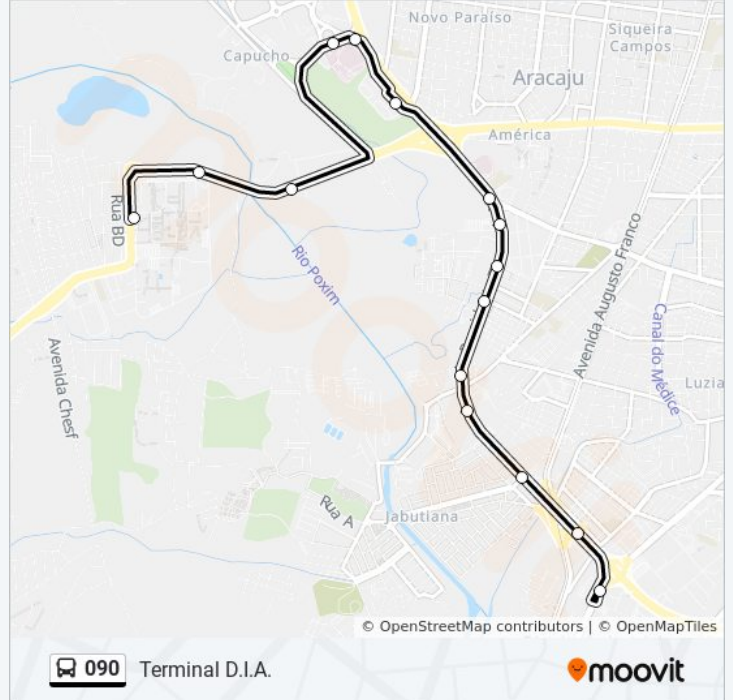 Novo Paraíso
Siqueira
Campos
Capucho
Aracaju
América
Rua BD
Rio Poxim
Avenida Augusto Franco
Canal do Médice
Avenida Chesf
Luzia
Rua A
Jabutiana
© OpenStreetMap contributors | © OpenMapTiles
090 Terminal D.I.A.
moovit